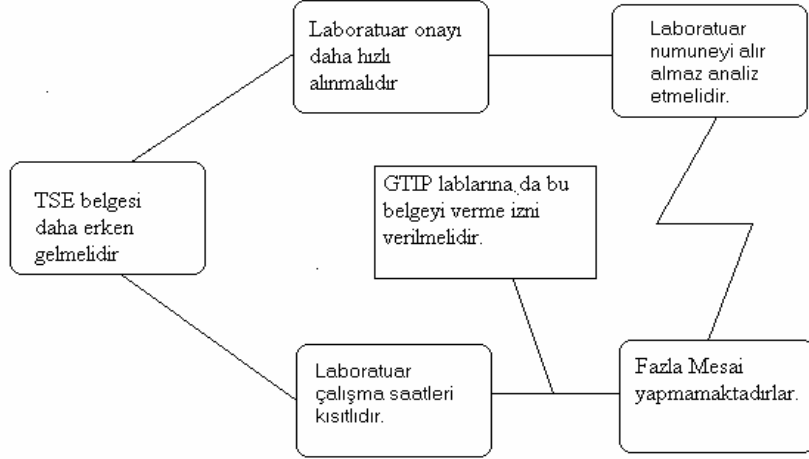 Laboratuar onayı
daha hızlı
alınmalıdır
Laboratuar
numuneyi alır
almaz analiz
etmelidir.
TSE belgesi
daha erken
gelmelidir
GTIP lablarına da bu
belgeyi verme izni
verilmelidir.
Laboratuar
çalışma saatleri
kısıtlıdır.
Fazla Mesai
yapmamaktadırlar.